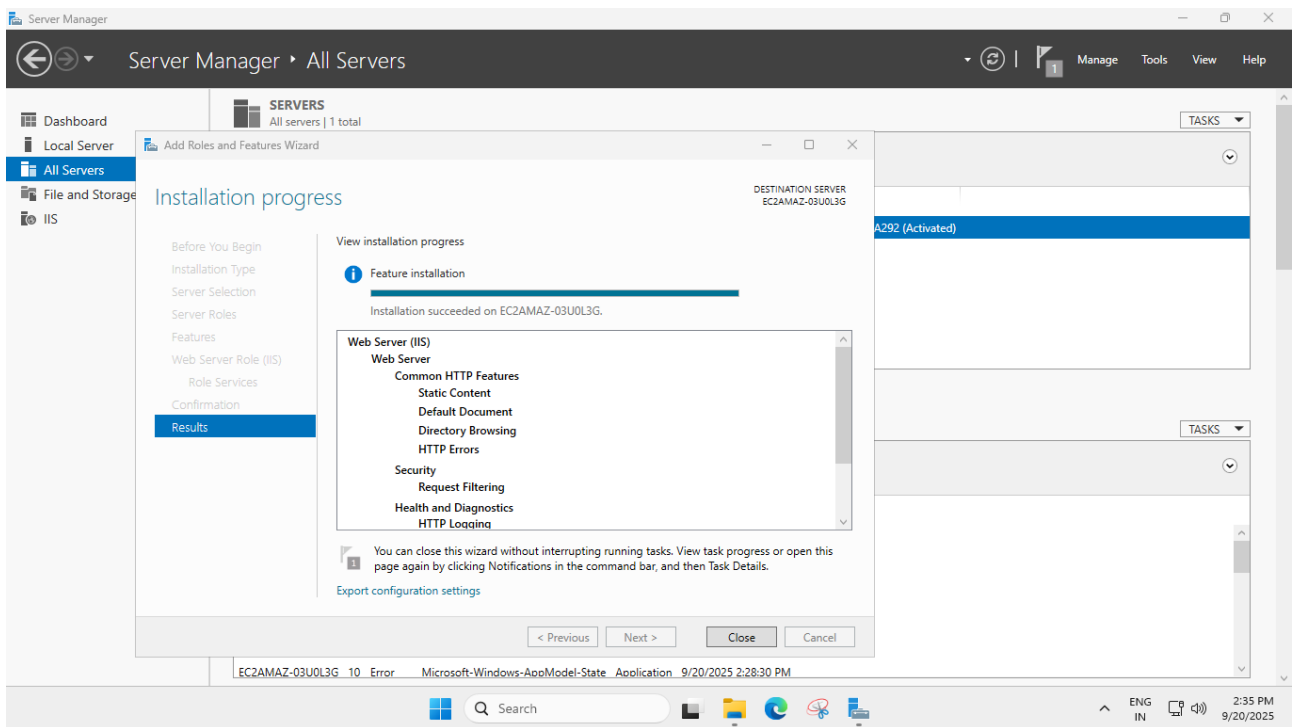 Server Manager
Server Manager ‣ All Servers
1
Manage
Tools
View
Help
Dashboard
Local Server
All Servers
File and Storage
IIS
SERVERS
All servers | 1 total
TASKS
Add Roles and Features Wizard
Installation progress
DESTINATION SERVER
EC2AMAZ-03U0L3G
Before You Begin
Installation Type
Server Selection
Server Roles
Features
Web Server Role (IIS)
Role Services
Confirmation
Results
View installation progress
Feature installation
Installation succeeded on EC2AMAZ-03U0L3G.
Web Server (IIS)
Web Server
Common HTTP Features
Static Content
Default Document
Directory Browsing
HTTP Errors
Security
Request Filtering
Health and Diagnostics
HTTP Logging
1
You can close this wizard without interrupting running tasks. View task progress or open this
page again by clicking Notifications in the command bar, and then Task Details.
Export configuration settings
< Previous
Next >
Close
Cancel
A292 (Activated)
TASKS
EC2AMAZ-03U0L3G 10 Error Microsoft-Windows-AppModel-State Application 9/20/2025 2:28:30 PM
Search
ENG
IN
2:35 PM
9/20/2025